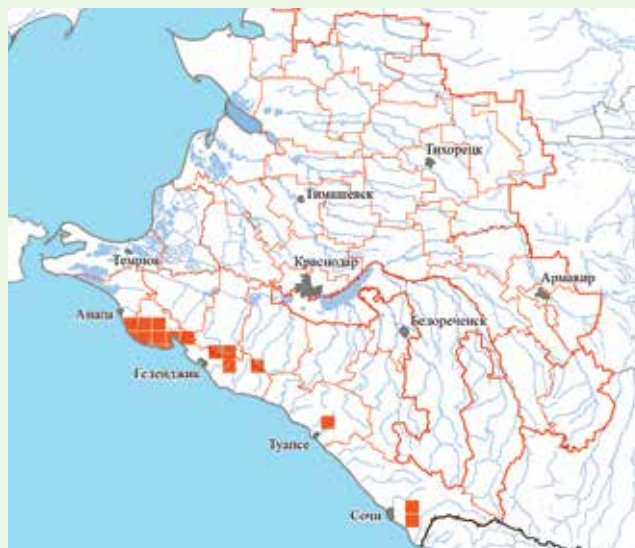 Тихорецк
Тимашевск
Темрюк
Краснодар
Армавир
Анапа
Белореченск
Геленджик
Туапсе
Сочи